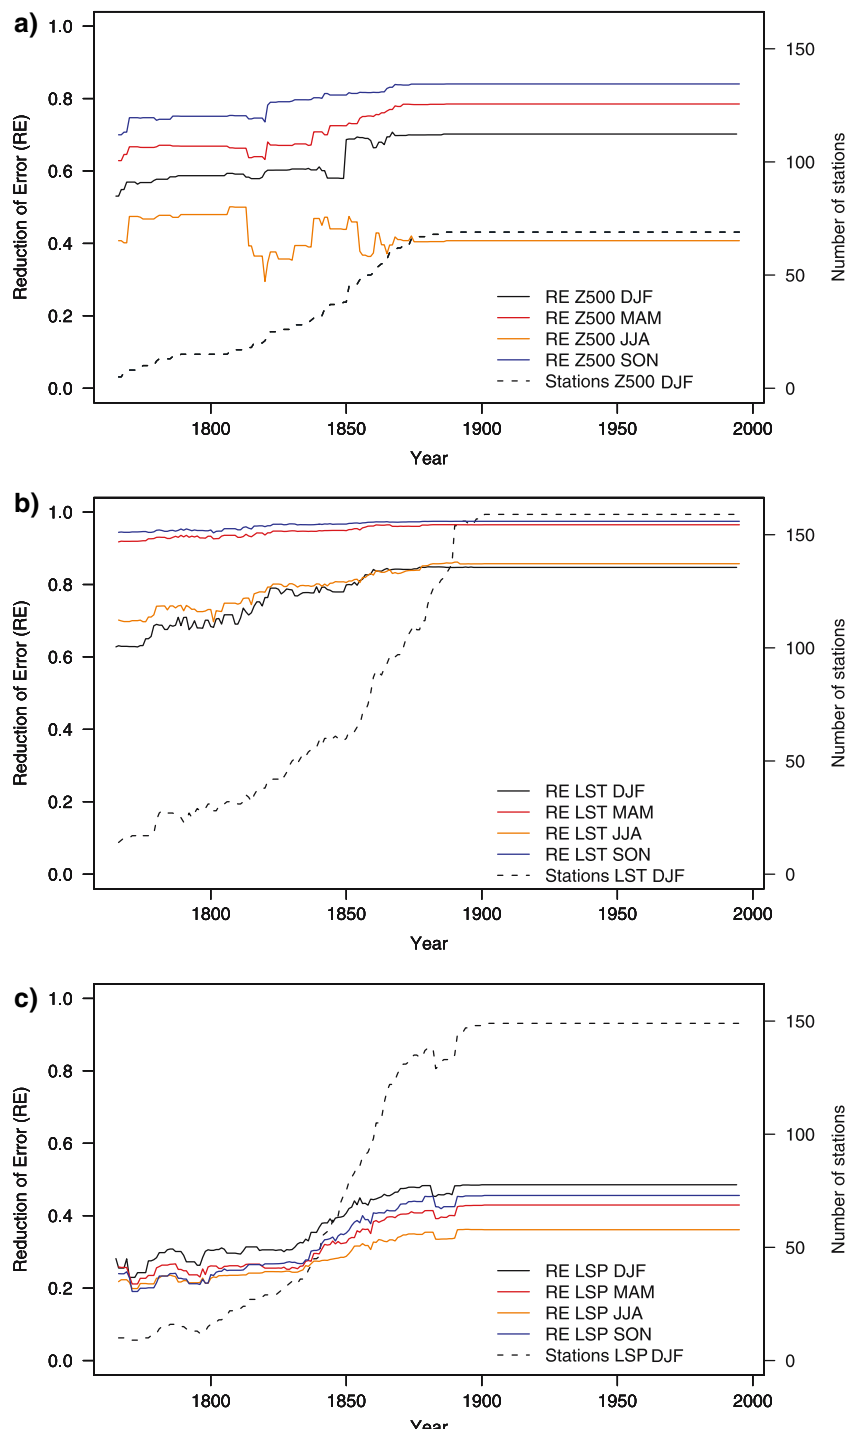 a)
1.0
0.8
0.6
0.4
0.2
0.0
Reduction of Error (RE)
150
100
50
0
Number of stations
RE Z500 DJF
RE Z500 MAM
RE Z500 JJA
RE Z500 SON
Stations Z500 DJF
1800
1850
1900
1950
2000
Year
b)
1.0
0.8
0.6
0.4
0.2
0.0
Reduction of Error (RE)
150
100
50
0
Number of stations
RE LST DJF
RE LST MAM
RE LST JJA
RE LST SON
Stations LST DJF
1800
1850
1900
1950
2000
Year
c)
1.0
0.8
0.6
0.4
0.2
0.0
Reduction of Error (RE)
150
100
50
0
Number of stations
RE LSP DJF
RE LSP MAM
RE LSP JJA
RE LSP SON
Stations LSP DJF
1800
1850
1900
1950
2000
Year